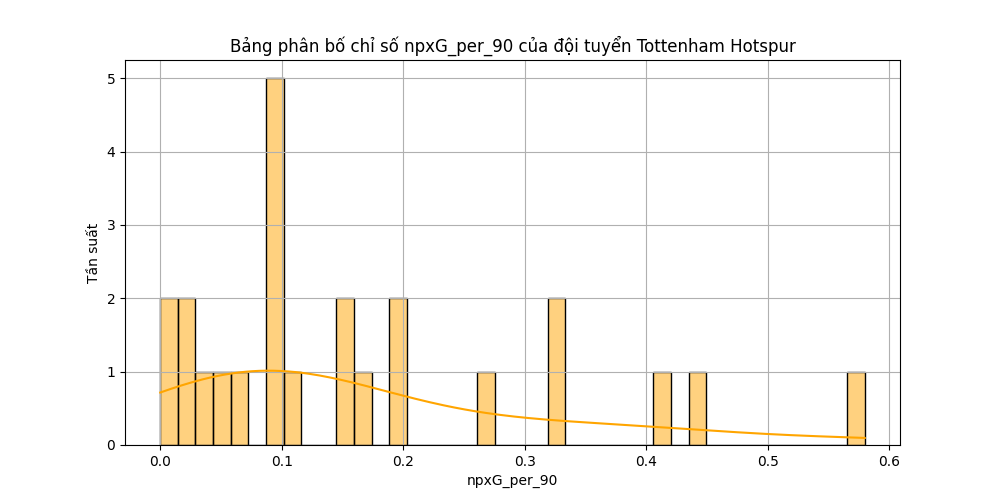 Bảng phân bố chỉ số npxG_per_90 của đội tuyển Tottenham Hotspur
5
4
3
2
1
0
Tần suất
0.0 0.1 0.2 0.3 0.4 0.5 0.6
npxG_per_90